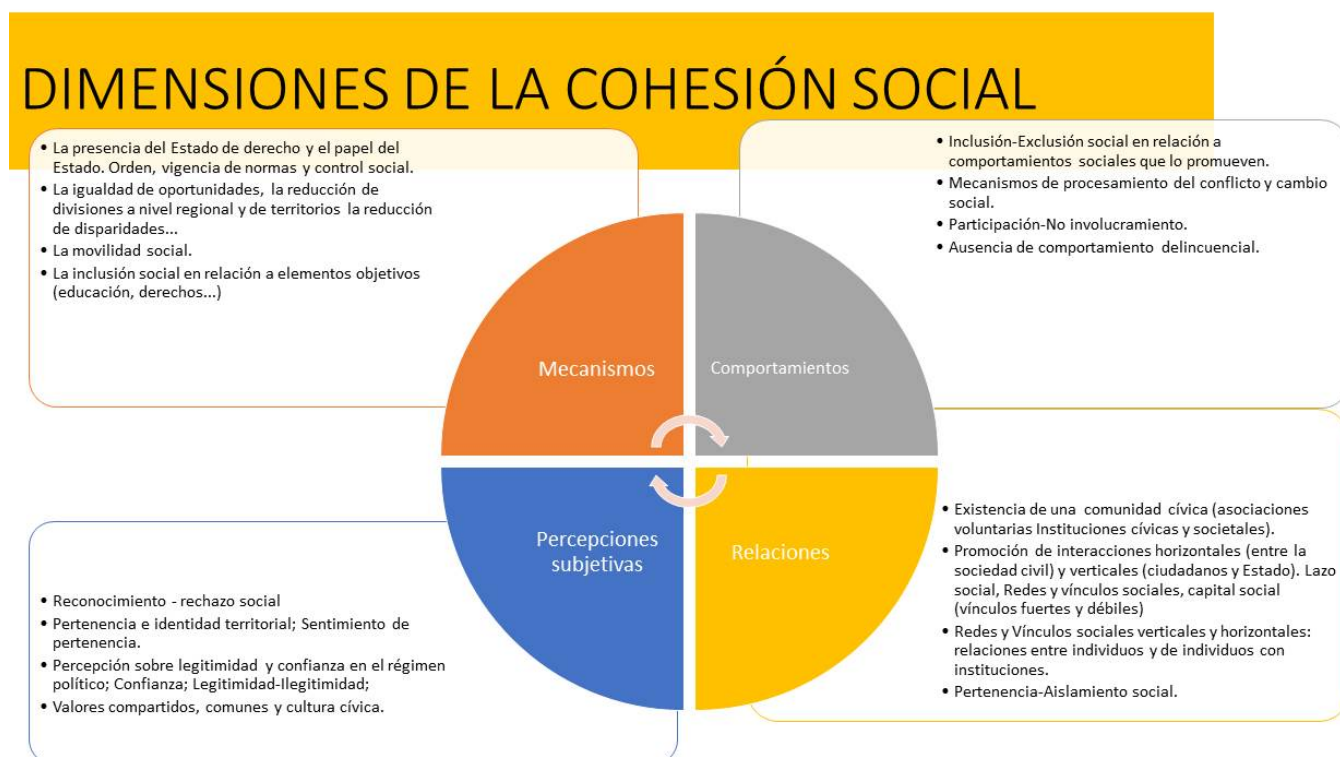 DIMENSIONES DE LA COHESIÓN SOCIAL
• La presencia del Estado de derecho y el papel del
Estado. Orden, vigencia de normas y control social.
• La igualdad de oportunidades, la reducción de
divisiones a nivel regional y de territorios la reducción
de disparidades...
• La movilidad social.
• La inclusión social en relación a elementos objetivos
(educación, derechos...)
• Inclusión-Exclusión social en relación a
comportamientos sociales que lo promueven.
• Mecanismos de procesamiento del conflicto y cambio
social.
• Participación-No involucramiento.
• Ausencia de comportamiento delincuencial.
Mecanismos
Comportamientos
Percepciones
subjetivas
Relaciones
• Reconocimiento - rechazo social
• Pertenencia e identidad territorial; Sentimiento de
pertenencia.
• Percepción sobre legitimidad y confianza en el régimen
político; Confianza; Legitimidad-Ilegitimidad;
• Valores compartidos, comunes y cultura cívica.
• Existencia de una comunidad cívica (asociaciones
voluntarias Instituciones cívicas y societales).
• Promoción de interacciones horizontales (entre la
sociedad civil) y verticales (ciudadanos y Estado). Lazo
social, Redes y vínculos sociales, capital social
(vínculos fuertes y débiles)
• Redes y Vínculos sociales verticales y horizontales:
relaciones entre individuos y de individuos con
instituciones.
• Pertenencia-Aislamiento social.